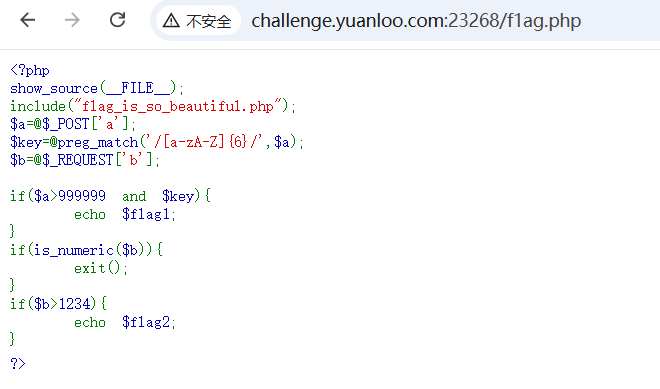 不安全 challenge.yuanloo.com:23268/f1ag.php
<?php
show_source(__FILE__);
include("flag_is_so_beautiful.php");
$a=@$_POST['a'];
$key=@preg_match('/[a-zA-Z]{6}/',$a);
$b=@$_REQUEST['b'];
if($a>999999 and $key){
echo $flag1;
}
if(is_numeric($b)){
exit();
}
if($b>1234){
echo $flag2;
}
?>